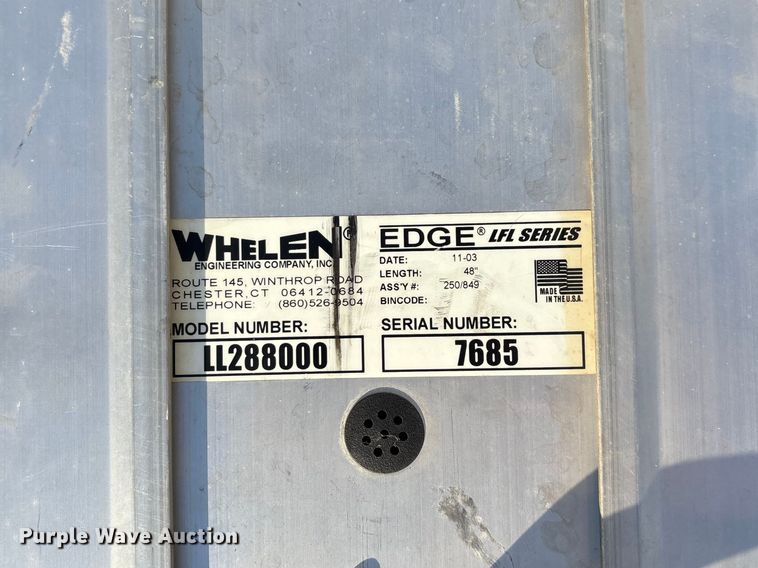 WHELEN®
ENGINEERING COMPANY, INC.
ROUTE 145, WINTHROP ROAD
CHESTER, CT 06412-0684
TELEPHONE: (860)526-9504
MODEL NUMBER:
LL288000
EDGE® LFL SERIES
DATE: 11-03
LENGTH: 48"
ASS'Y #: 250/849
BINCODE:
MADE
IN THE U.S.A.
SERIAL NUMBER:
7685
Purple Wave Auction